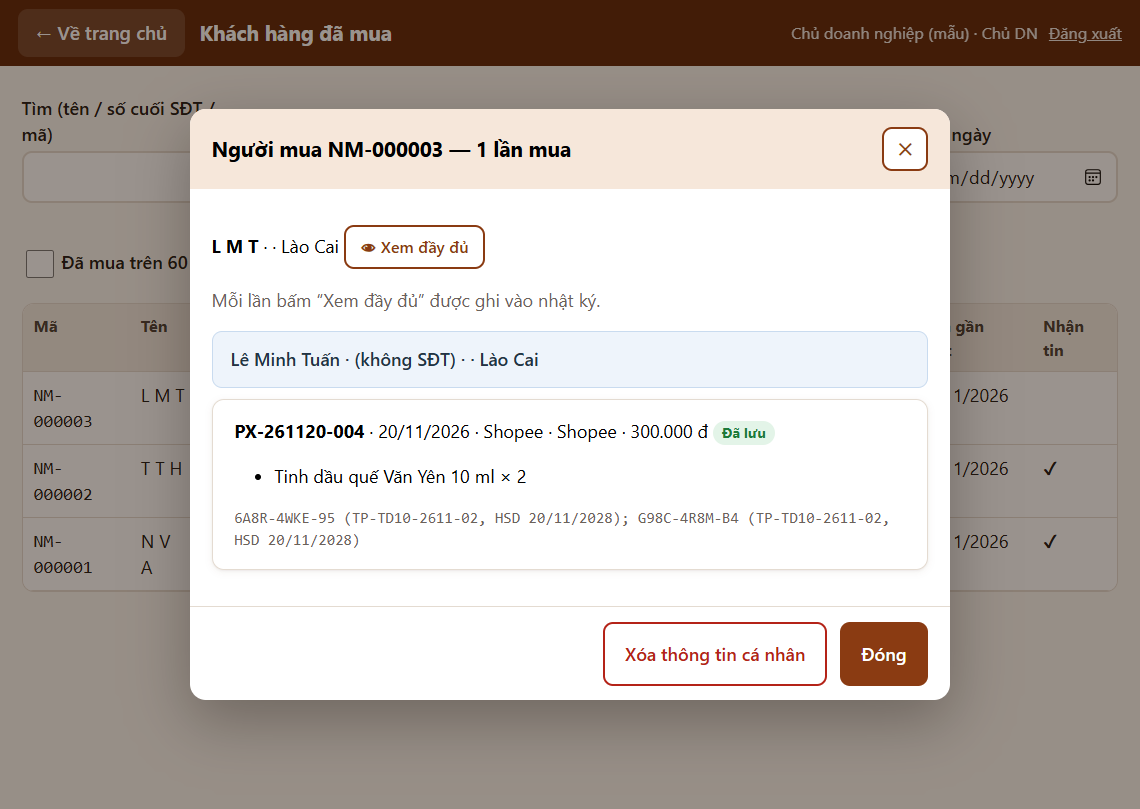 ← Về trang chủ
Khách hàng đã mua
Chủ doanh nghiệp (mẫu) · Chủ DN Đăng xuất
Tìm (tên / số cuối SĐT /
mã)
ngày
/dd/yyyy
Đã mua trên 60
Mã
Tên
gần
Nhận
tin
NM-
000003
L M T
1/2026
NM-
000002
T T H
1/2026
✓
NM-
000001
N V
A
1/2026
✓
Người mua NM-000003 — 1 lần mua
×
L M T · · Lào Cai
Xem đầy đủ
Mỗi lần bấm “Xem đầy đủ” được ghi vào nhật ký.
Lê Minh Tuấn · (không SĐT) · · Lào Cai
PX-261120-004 · 20/11/2026 · Shopee · Shopee · 300.000 đ Đã lưu
• Tinh dầu quế Văn Yên 10 ml × 2
6A8R-4WKE-95 (TP-TD10-2611-02, HSD 20/11/2028); G98C-4R8M-B4 (TP-TD10-2611-02,
HSD 20/11/2028)
Xóa thông tin cá nhân
Đóng